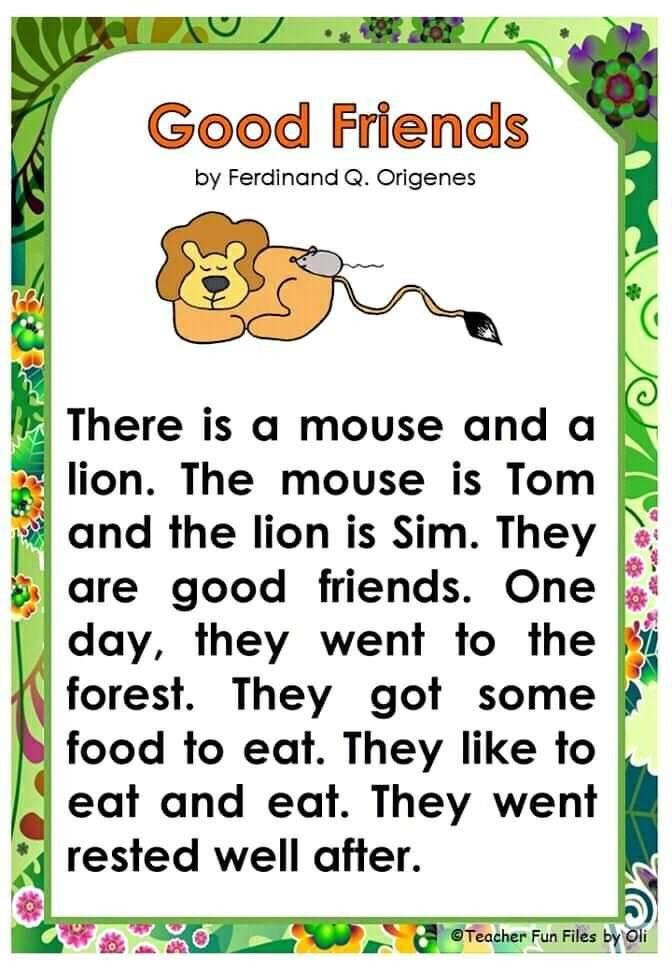 Good Friends
by Ferdinand Q. Origenes
There is a mouse and a
lion. The mouse is Tom
and the lion is Sim. They
are good friends. One
day, they went to the
forest. They got some
food to eat. They like to
eat and eat. They went
rested well after.
©Teacher Fun Files by Oli